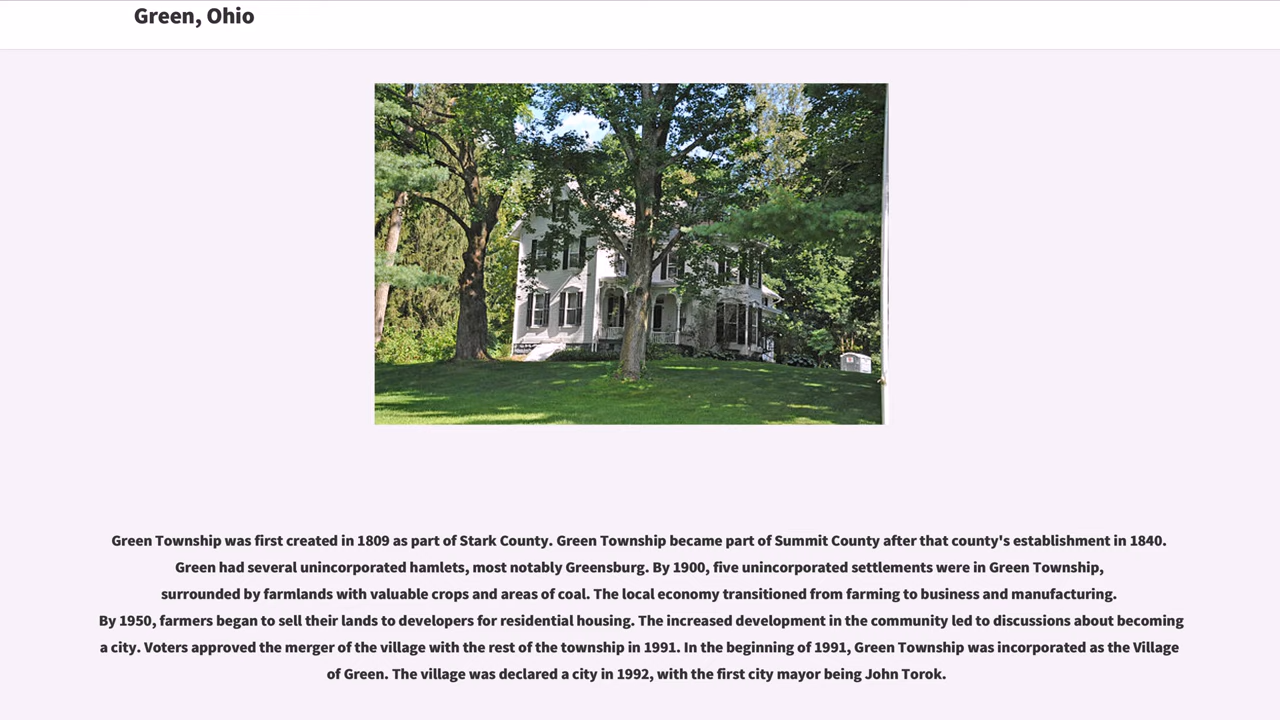 Green, Ohio
Green Township was first created in 1809 as part of Stark County. Green Township became part of Summit County after that county's establishment in 1840.
Green had several unincorporated hamlets, most notably Greensburg. By 1900, five unincorporated settlements were in Green Township,
surrounded by farmlands with valuable crops and areas of coal. The local economy transitioned from farming to business and manufacturing.
By 1950, farmers began to sell their lands to developers for residential housing. The increased development in the community led to discussions about becoming
a city. Voters approved the merger of the village with the rest of the township in 1991. In the beginning of 1991, Green Township was incorporated as the Village
of Green. The village was declared a city in 1992, with the first city mayor being John Torok.